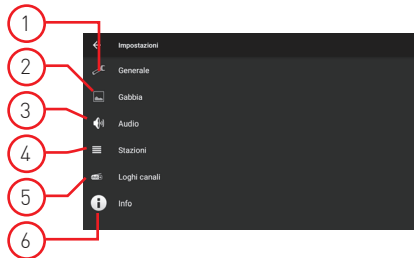 1
Impostazioni
2
Generale
Gabbia
3
Audio
4
Stazioni
5
Loghi canali
Info
6